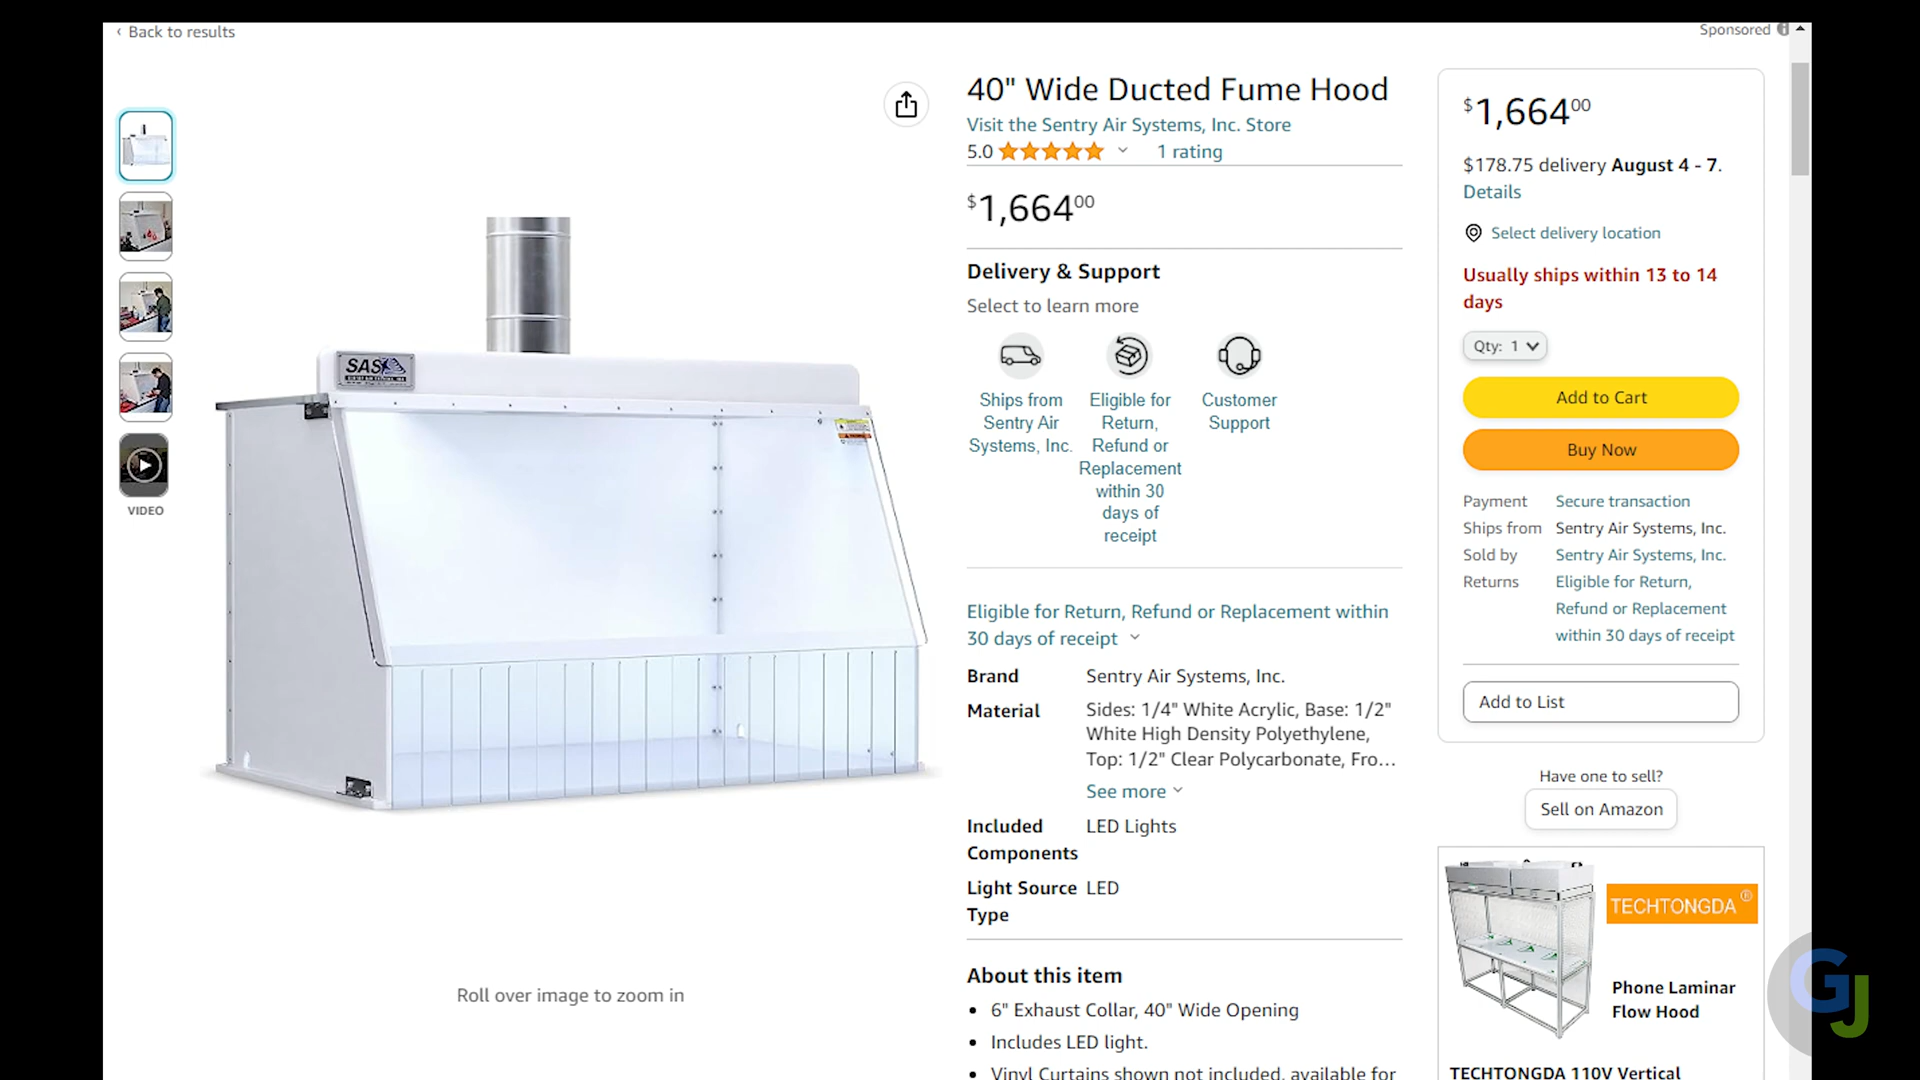 ‹ Back to results
Sponsored
VIDEO
SAS
Roll over image to zoom in
40" Wide Ducted Fume Hood
Visit the Sentry Air Systems, Inc. Store
5.0
1 rating
$1,66400
Delivery & Support
Select to learn more
Ships from
Sentry Air
Systems, Inc.
Eligible for
Return,
Refund or
Replacement
within 30
days of
receipt
Customer
Support
Eligible for Return, Refund or Replacement within
30 days of receipt
Brand Sentry Air Systems, Inc.
Material Sides: 1/4" White Acrylic, Base: 1/2"
White High Density Polyethylene,
Top: 1/2" Clear Polycarbonate, Fro...
See more
Included LED Lights
Components
Light Source LED
Type
About this item
• 6" Exhaust Collar, 40" Wide Opening
• Includes LED light.
• Vinyl Curtains shown not included, available for
$1,66400
$178.75 delivery August 4 - 7.
Details
Select delivery location
Usually ships within 13 to 14
days
Qty: 1
Add to Cart
Buy Now
Payment Secure transaction
Ships from Sentry Air Systems, Inc.
Sold by Sentry Air Systems, Inc.
Returns Eligible for Return,
Refund or Replacement
within 30 days of receipt
Add to List
Have one to sell?
Sell on Amazon
TECHTONGDA®
Phone Laminar
Flow Hood
TECHTONGDA 110V Vertical
GJ